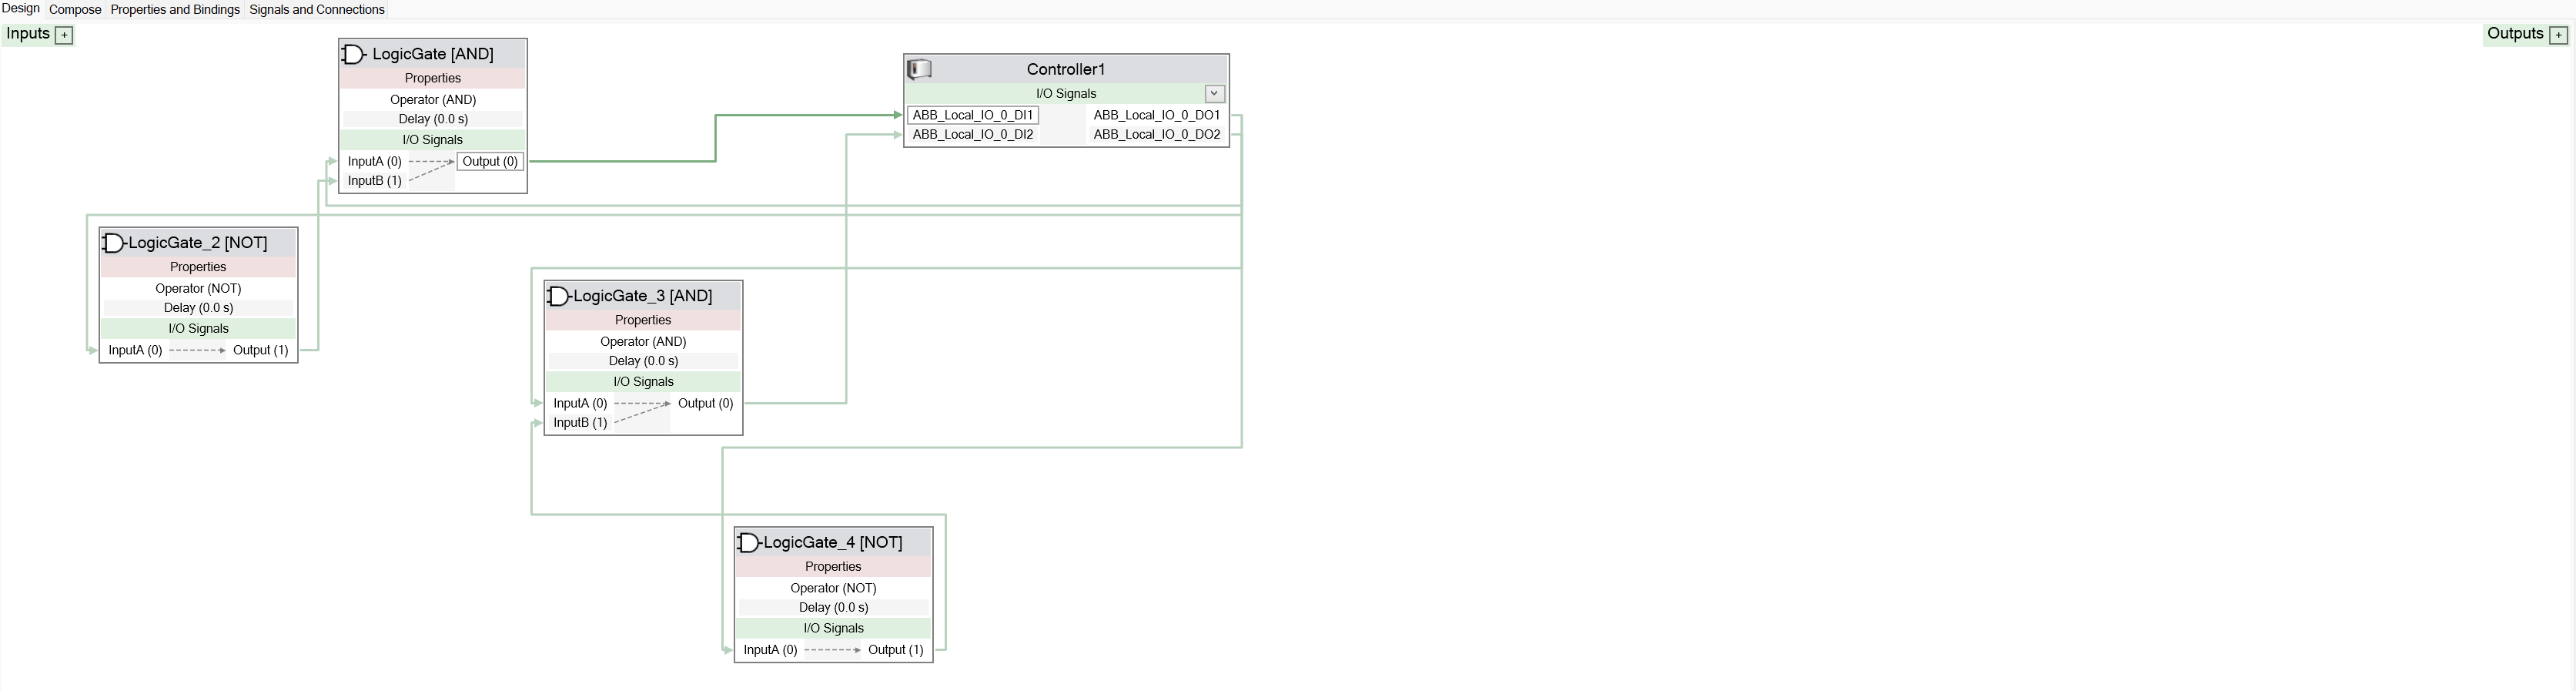 Design Compose Properties and Bindings Signals and Connections
Inputs +
Outputs +
LogicGate [AND]
Properties
Operator (AND)
Delay (0.0 s)
I/O Signals
InputA (0) Output (0)
InputB (1)
Controller1
I/O Signals
ABB_Local_IO_0_DI1 ABB_Local_IO_0_DO1
ABB_Local_IO_0_DI2 ABB_Local_IO_0_DO2
LogicGate_2 [NOT]
Properties
Operator (NOT)
Delay (0.0 s)
I/O Signals
InputA (0) Output (1)
LogicGate_3 [AND]
Properties
Operator (AND)
Delay (0.0 s)
I/O Signals
InputA (0) Output (0)
InputB (1)
LogicGate_4 [NOT]
Properties
Operator (NOT)
Delay (0.0 s)
I/O Signals
InputA (0) Output (1)